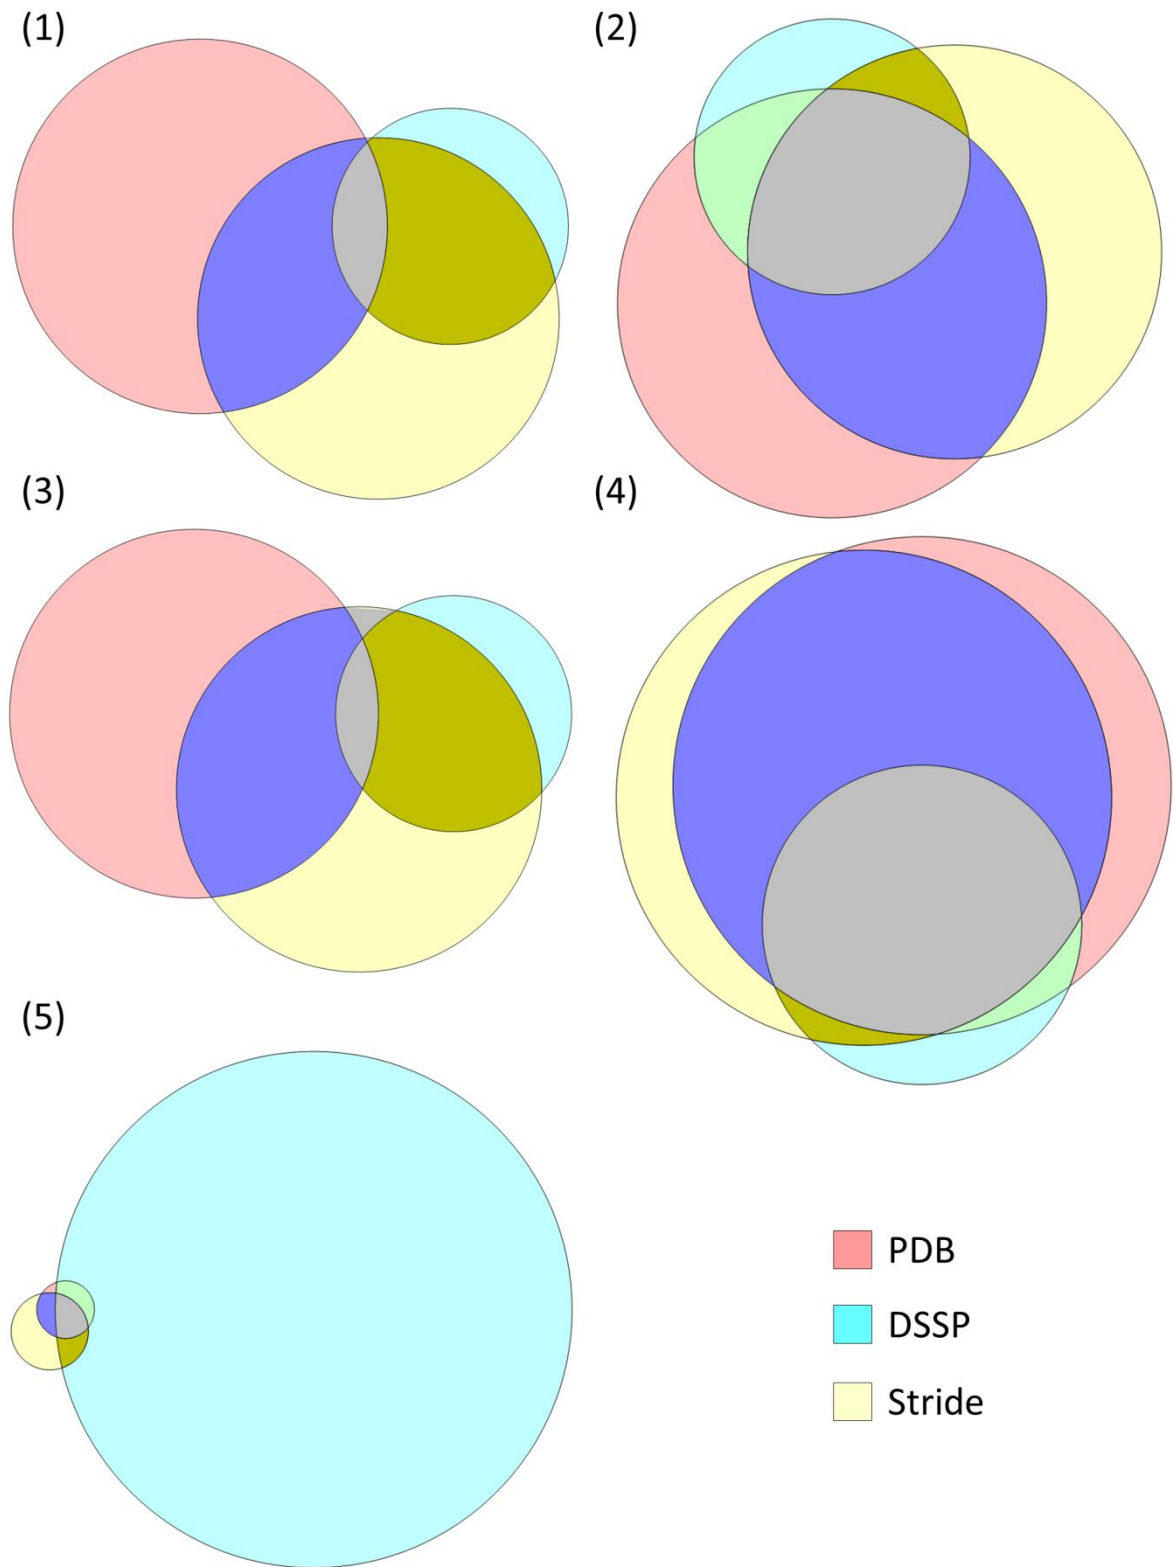 (1)
(2)
(3)
(4)
(5)
PDB
DSSP
Stride